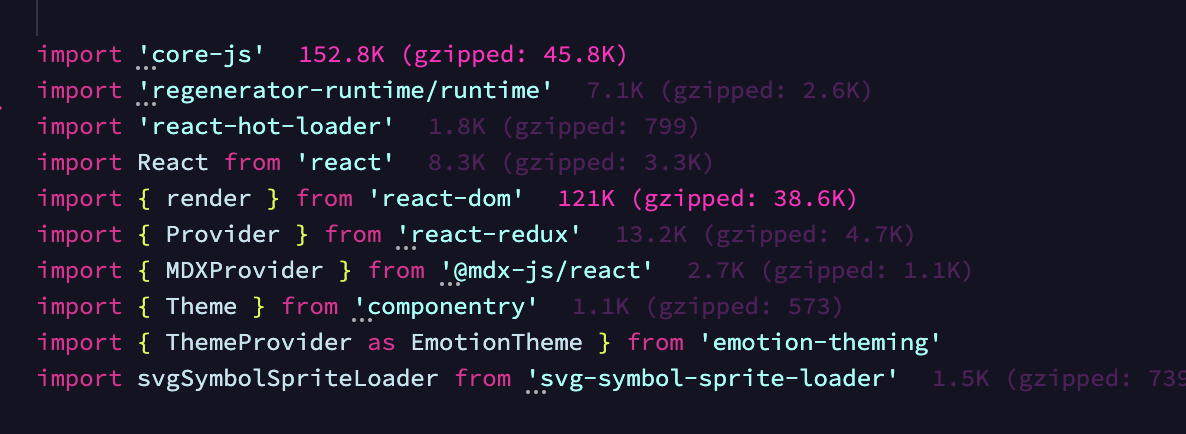 import 'core-js' 152.8K (gzipped: 45.8K)
import 'regenerator-runtime/runtime' 7.1K (gzipped: 2.6K)
import 'react-hot-loader' 1.8K (gzipped: 799)
import React from 'react' 8.3K (gzipped: 3.3K)
import { render } from 'react-dom' 121K (gzipped: 38.6K)
import { Provider } from 'react-redux' 13.2K (gzipped: 4.7K)
import { MDXProvider } from '@mdx-js/react' 2.7K (gzipped: 1.1K)
import { Theme } from 'componentry' 1.1K (gzipped: 573)
import { ThemeProvider as EmotionTheme } from 'emotion-theming'
import svgSymbolSpriteLoader from 'svg-symbol-sprite-loader' 1.5K (gzipped: 739